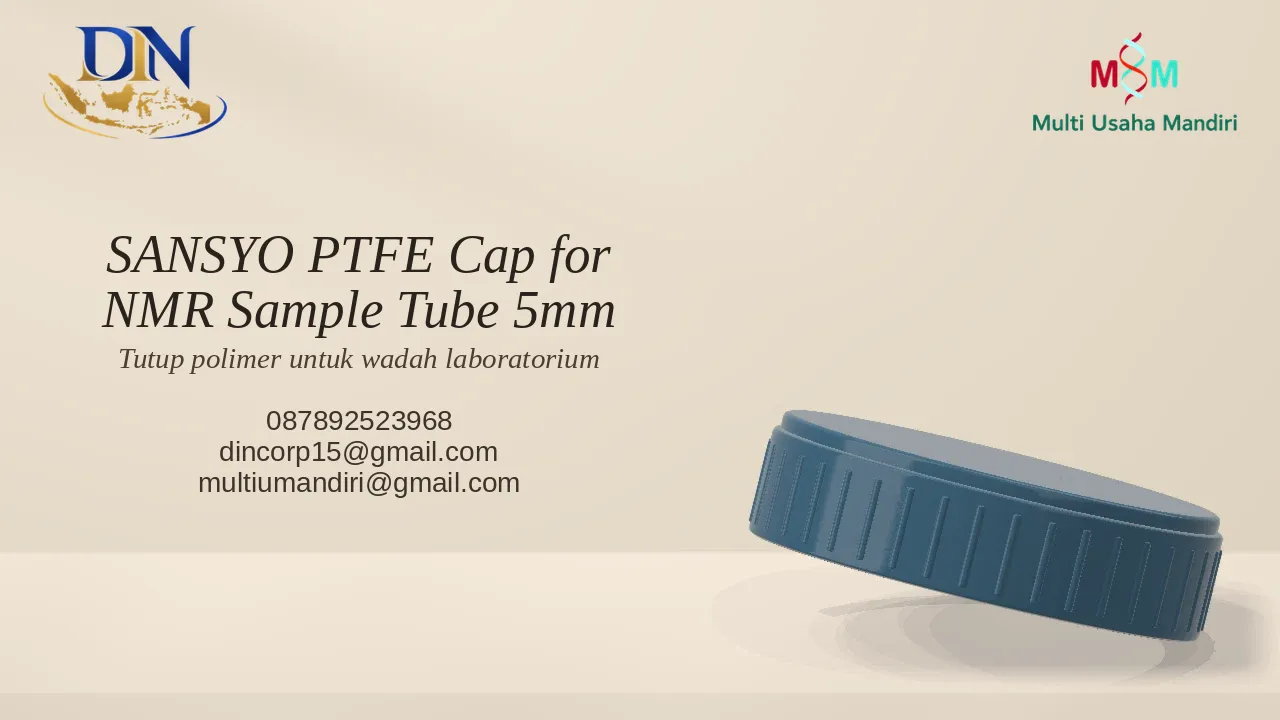 DIN
MM
Multi Usaha Mandiri
SANSYO PTFE Cap for
NMR Sample Tube 5mm
Tutup polimer untuk wadah laboratorium
087892523968
dincorp15@gmail.com
multiumandiri@gmail.com